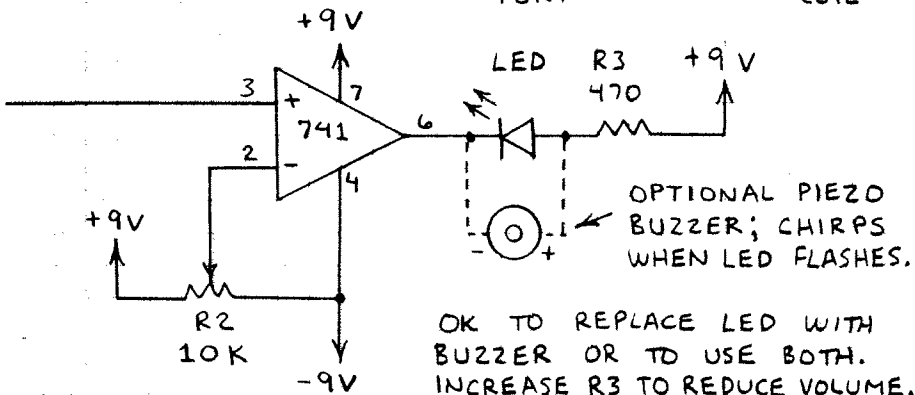 +9V
LED R3 +9 V
470
3 + 7
741 6
2 -
4
+9V
- +
OPTIONAL PIEZO
BUZZER; CHIRPS
WHEN LED FLASHES.
R2
10K
-9V
OK TO REPLACE LED WITH
BUZZER OR TO USE BOTH.
INCREASE R3 TO REDUCE VOLUME.